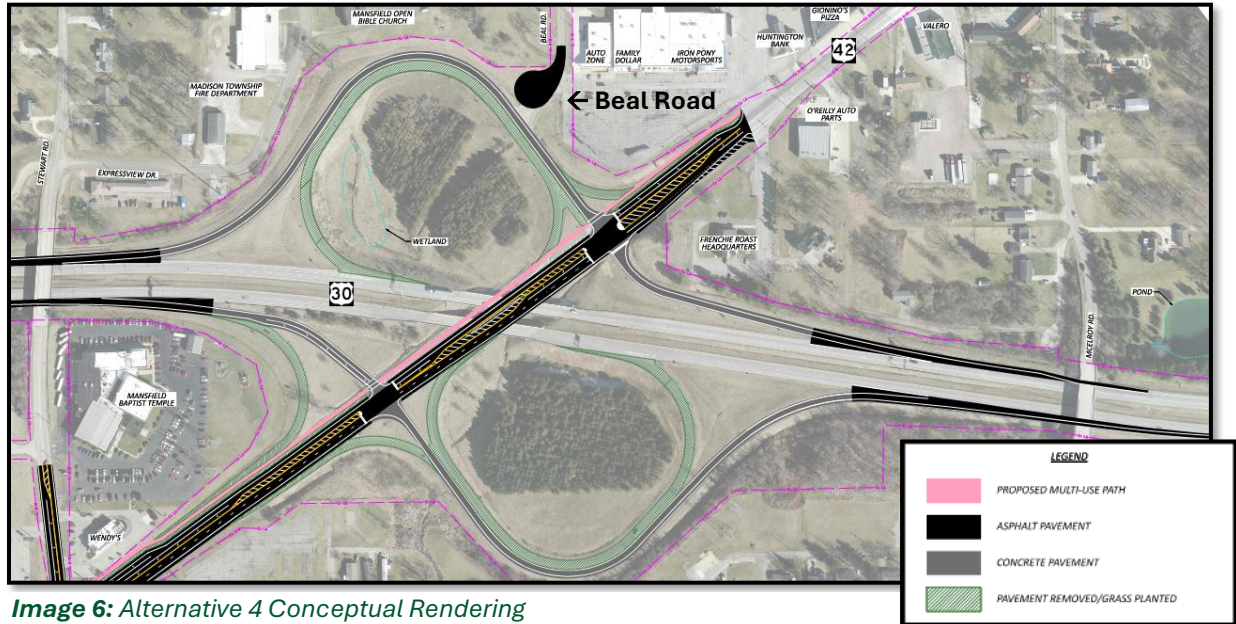 MANSFIELD OPEN
BIBLE CHURCH
BEAL RD.
GIONINO'S
PIZZA
VALERO
HUNTINGTON
BANK
42
AUTO
ZONE
FAMILY
DOLLAR
IRON PONY
MOTORSPORTS
MADISON TOWNSHIP
FIRE DEPARTMENT
← Beal Road
O'REILLY AUTO
PARTS
STEWART RD.
EXPRESSVIEW DR.
WETLAND
FRENCHIE ROAST
HEADQUARTERS
30
POND
MCELROY RD.
MANSFIELD
BAPTIST TEMPLE
WENDY'S
LEGEND
PROPOSED MULTI-USE PATH
ASPHALT PAVEMENT
CONCRETE PAVEMENT
PAVEMENT REMOVED/GRASS PLANTED
Image 6: Alternative 4 Conceptual Rendering